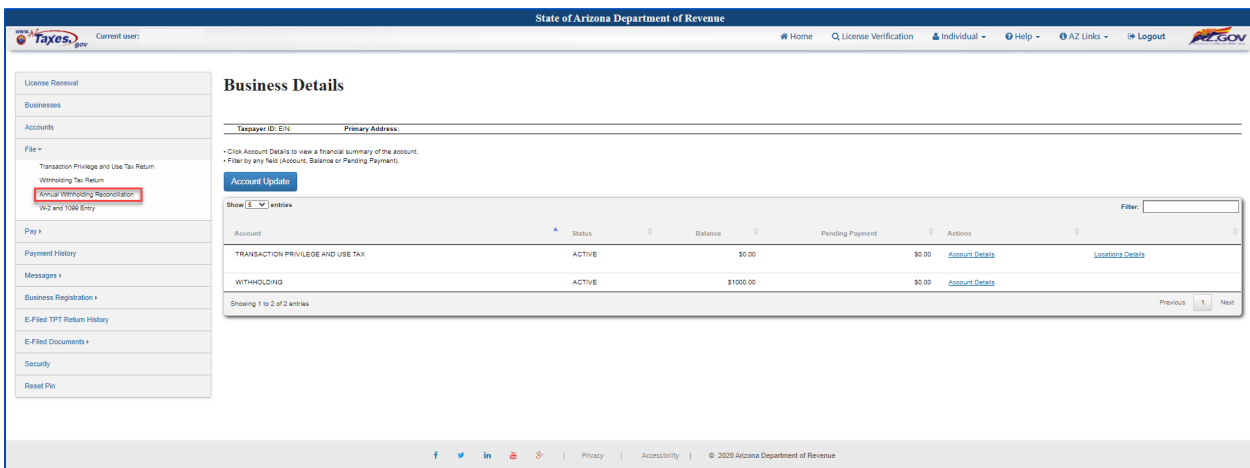 State of Arizona Department of Revenue
www.AZTaxes.gov
Current user:
Home
License Verification
Individual
Help
AZ Links
Logout
AZ.GOV
License Renewal
Businesses
Accounts
File
Transaction Privilege and Use Tax Return
Withholding Tax Return
Annual Withholding Reconciliation
W-2 and 1099 Entry
Pay
Payment History
Messages
Business Registration
E-Filed TPT Return History
E-Filed Documents
Security
Reset Pin
Business Details
Taxpayer ID: EIN: Primary Address:
• Click Account Details to view a financial summary of the account.
• Filter by any field (Account, Balance or Pending Payment).
Account Update
Show 5 entries Filter:
Account Status Balance Pending Payment Actions
TRANSACTION PRIVILEGE AND USE TAX ACTIVE $0.00 $0.00 Account Details Locations Details
WITHHOLDING ACTIVE $1000.00 $0.00 Account Details
Showing 1 to 2 of 2 entries Previous 1 Next
| Privacy | Accessibility | © 2020 Arizona Department of Revenue